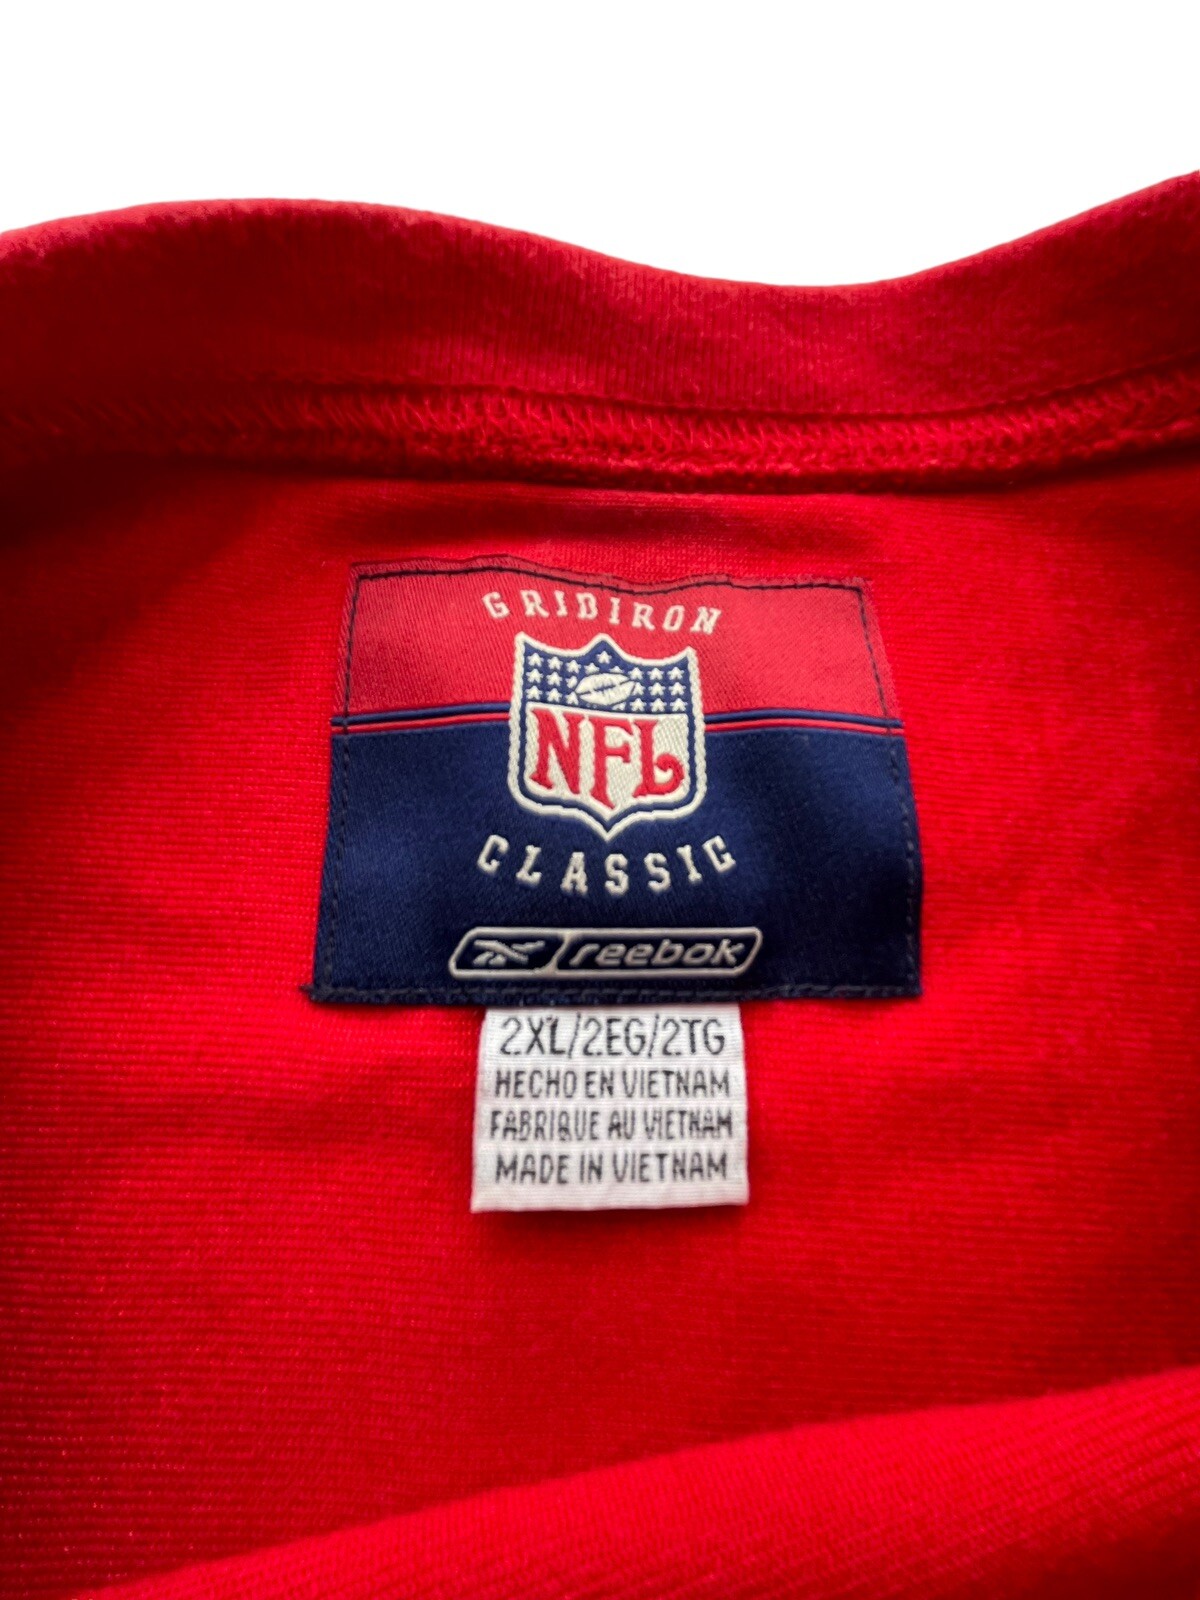 GRIDIRON
NFL
CLASSIC
reebok
2XL/2EG/2TG
HECHO EN VIETNAM
FABRIQUE AU VIETNAM
MADE IN VIETNAM